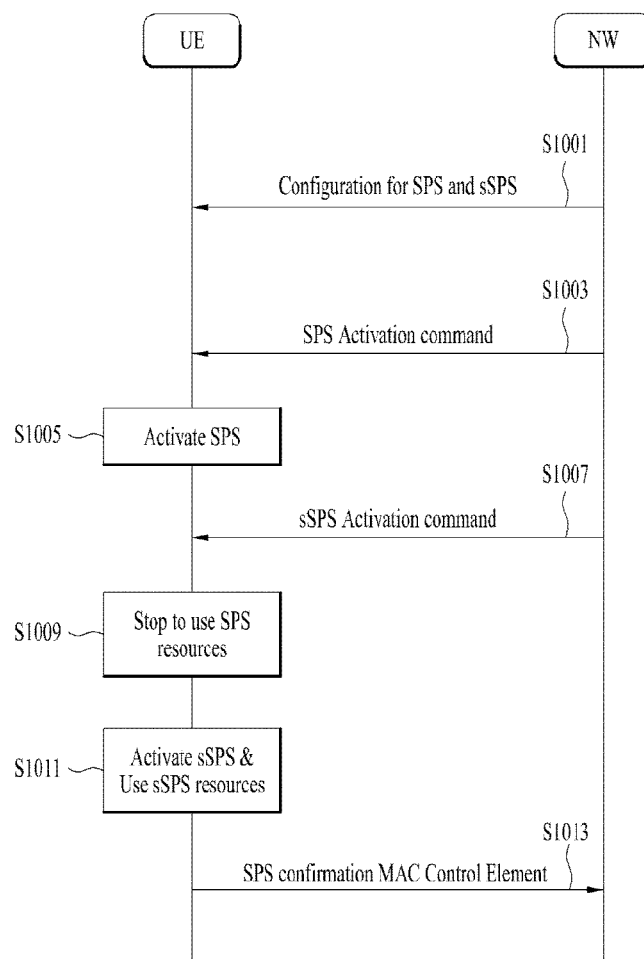 UE
NW
S1001
Configuration for SPS and sSPS
S1003
SPS Activation command
S1005
Activate SPS
S1007
sSPS Activation command
S1009
Stop to use SPS
resources
S1011
Activate sSPS &
Use sSPS resources
S1013
SPS confirmation MAC Control Element